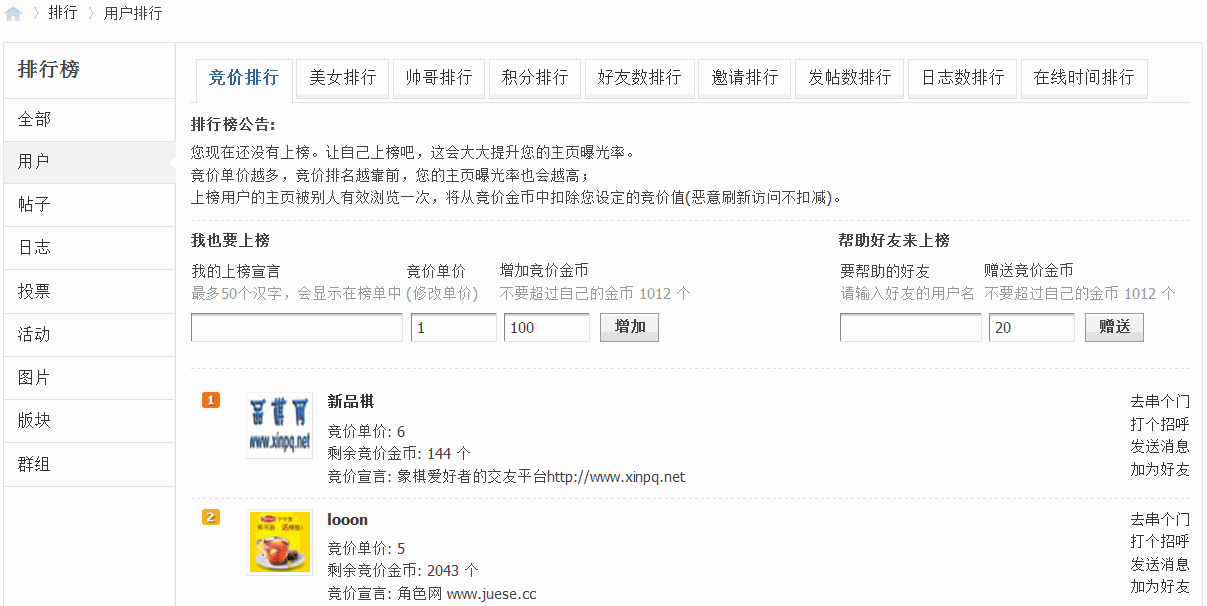 排行 用户排行
排行榜
全部
用户
帖子
日志
投票
活动
图片
版块
群组
竞价排行 美女排行 帅哥排行 积分排行 好友数排行 邀请排行 发帖数排行 日志数排行 在线时间排行
排行榜公告:
您现在还没有上榜。让自己上榜吧，这会大大提升您的主页曝光率。
竞价单价越多，竞价排名越靠前，您的主页曝光率也会越高；
上榜用户的主页被别人有效浏览一次，将从竞价金币中扣除您设定的竞价值(恶意刷新访问不扣减)。
我也要上榜 帮助好友来上榜
我的上榜宣言 竞价单价 增加竞价金币 要帮助的好友 赠送竞价金币
最多50个汉字，会显示在榜单中 (修改单价) 不要超过自己的金币 1012 个 请输入好友的用户名 不要超过自己的金币 1012 个
1 100 增加 20 赠送
1 新品棋 去串个门
品棋网
www.xinpq.net
竞价单价: 6 打个招呼
剩余竞价金币: 144 个 发送消息
竞价宣言: 象棋爱好者的交友平台http://www.xinpq.net 加为好友
2 looon 去串个门
竞价单价: 5 打个招呼
剩余竞价金币: 2043 个 发送消息
竞价宣言: 角色网 www.juese.cc 加为好友